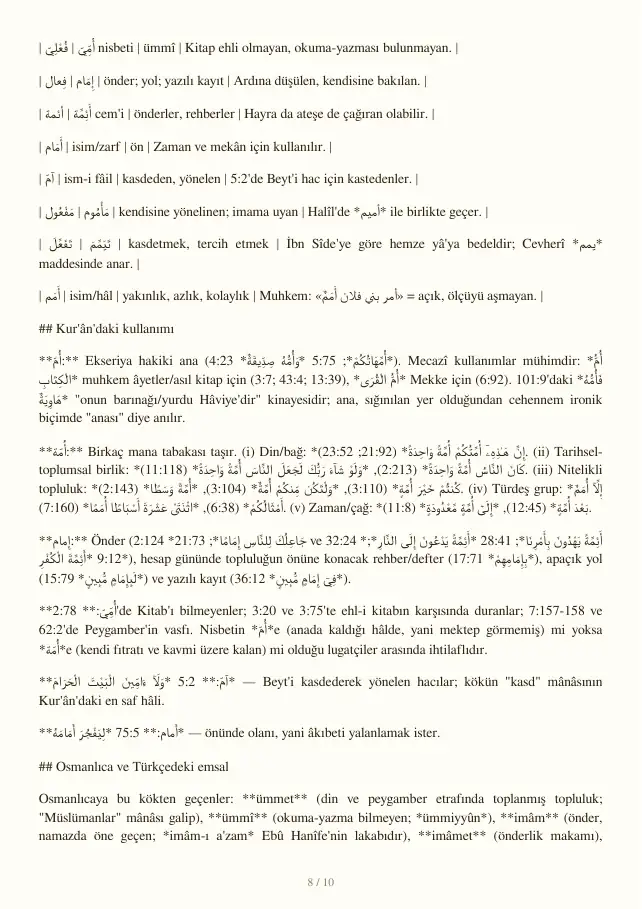 | أُمِّيّ | فُعْلِيّ nisbeti | ümmî | Kitap ehli olmayan, okuma-yazması bulunmayan. |
| إِمَام | فِعال | önder; yol; yazılı kayıt | Ardına düşülen, kendisine bakılan. |
| أَئِمَّة | أئمة cem'i | önderler, rehberler | Hayra da ateşe de çağıran olabilir. |
| أَمَام | isim/zarf | ön | Zaman ve mekân için kullanılır. |
| آمّ | ism-i fâil | kasdeden, yönelen | 5:2'de Beyt'i hac için kastedenler. |
| مَأْمُوم | مَفْعُول | kendisine yönelinen; imama uyan | Halîl'de *أميم* ile birlikte geçer. |
| تَيَمَّمَ | تَفَعَّلَ | kasdetmek, tercih etmek | İbn Sîde'ye göre hemze yâ'ya bedeldir; Cevherî *يمم*
maddesinde anar. |
| أَمَم | isim/hâl | yakınlık, azlık, kolaylık | Muhkem: «أمر بني فلان أَمَمٌ» = açık, ölçüyü aşmayan. |
## Kur'ân'daki kullanımı
**أُمّ:** Ekseriya hakiki ana (4:23 *أُمَّهَاتُكُمْ*; 5:75 *وَأُمُّهُ صِدِّيقَةٌ*). Mecazî kullanımlar mühimdir: *أُمُّ
الْكِتَابِ* muhkem âyetler/asıl kitap için (3:7; 43:4; 13:39), *أُمَّ الْقُرَى* Mekke için (6:92). 101:9'daki *فَأُمُّهُ
هَاوِيَةٌ* "onun barınağı/yurdu Hâviye'dir" kinayesidir; ana, sığınılan yer olduğundan cehennem ironik
biçimde "anası" diye anılır.
**أُمَّة:** Birkaç mana tabakası taşır. (i) Din/bağ: *إِنَّ هَـٰذِهِۦٓ أُمَّتُكُمْ أُمَّةً وَاحِدَةً* (21:92; 23:52). (ii) Tarihsel-
toplumsal birlik: *كَانَ النَّاسُ أُمَّةً وَاحِدَةً* (2:213), *وَلَوْ شَآءَ رَبُّكَ لَجَعَلَ النَّاسَ أُمَّةً وَاحِدَةً* (11:118). (iii) Nitelikli
topluluk: *كُنتُمْ خَيْرَ أُمَّةٍ* (3:110), *وَلْتَكُن مِنكُمْ أُمَّةٌ* (3:104), *أُمَّةً وَسَطًا* (2:143). (iv) Türdeş grup: *إِلَّآ أُمَمٌ
أَمْثَالُكُم* (6:38), *اثْنَتَىْ عَشْرَةَ أَسْبَاطًا أُمَمًا* (7:160). (v) Zaman/çağ: *إِلَىٰٓ أُمَّةٍ مَّعْدُودَةٍ* (11:8), *بَعْدَ أُمَّةٍ* (12:45).
**إمام:** Önder (2:124 *جَاعِلُكَ لِلنَّاسِ إِمَامًا*; 21:73 ve 32:24 *أَئِمَّةً يَهْدُونَ بِأَمْرِنَا*; 28:41 *أَئِمَّةً يَدْعُونَ إِلَى النَّارِ*;
9:12 *أَئِمَّةَ الْكُفْرِ*), hesap gününde topluluğun önüne konacak rehber/defter (17:71 *بِإِمَامِهِمْ*), apaçık yol
(15:79 *لَبِإِمَامٍ مُّبِينٍ*) ve yazılı kayıt (36:12 *فِىٓ إِمَامٍ مُّبِينٍ*).
**أُمّيّ:** 2:78'de Kitab'ı bilmeyenler; 3:20 ve 3:75'te ehl-i kitabın karşısında duranlar; 7:157-158 ve
62:2'de Peygamber'in vasfı. Nisbetin *أُمّ*e (anada kaldığı hâlde, yani mektep görmemiş) mi yoksa
*أُمَّة*e (kendi fıtratı ve kavmi üzere kalan) mi olduğu lugatçiler arasında ihtilaflıdır.
**آمّ:** 5:2 *وَلَآ ءَامِّينَ الْبَيْتَ الْحَرَامَ* — Beyt'i kasdederek yönelen hacılar; kökün "kasd" mânâsının
Kur'ân'daki en saf hâli.
**أمام:** 75:5 *لِيَفْجُرَ أَمَامَهُ* — önünde olanı, yani âkıbeti yalanlamak ister.
## Osmanlıca ve Türkçedeki emsal
Osmanlıcaya bu kökten geçenler: **ümmet** (din ve peygamber etrafında toplanmış topluluk;
"Müslümanlar" mânâsı galip), **ümmî** (okuma-yazma bilmeyen; *ümmiyyûn*), **imâm** (önder,
namazda öne geçen; *imâm-ı a'zam* Ebû Hanîfe'nin lakabıdır), **imâmet** (önderlik makamı),
8 / 10